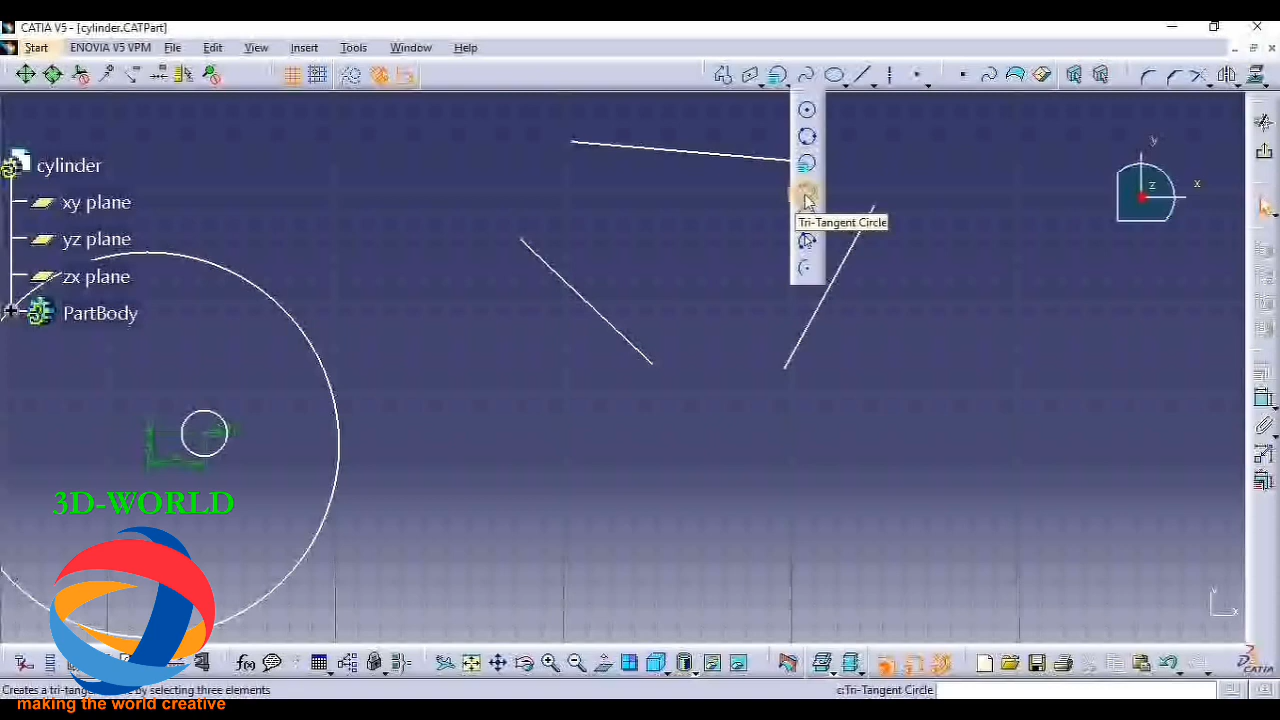 CATIA V5 - [cylinder.CATPart]
Start ENOVIA V5 VPM File Edit View Insert Tools Window Help
cylinder
xy plane
yz plane
zx plane
PartBody
Tri-Tangent Circle
y
z
x
3D-WORLD
f(x)
CATIA
Creates a tri-tang by selecting three elements
c:Tri-Tangent Circle
making the world creative